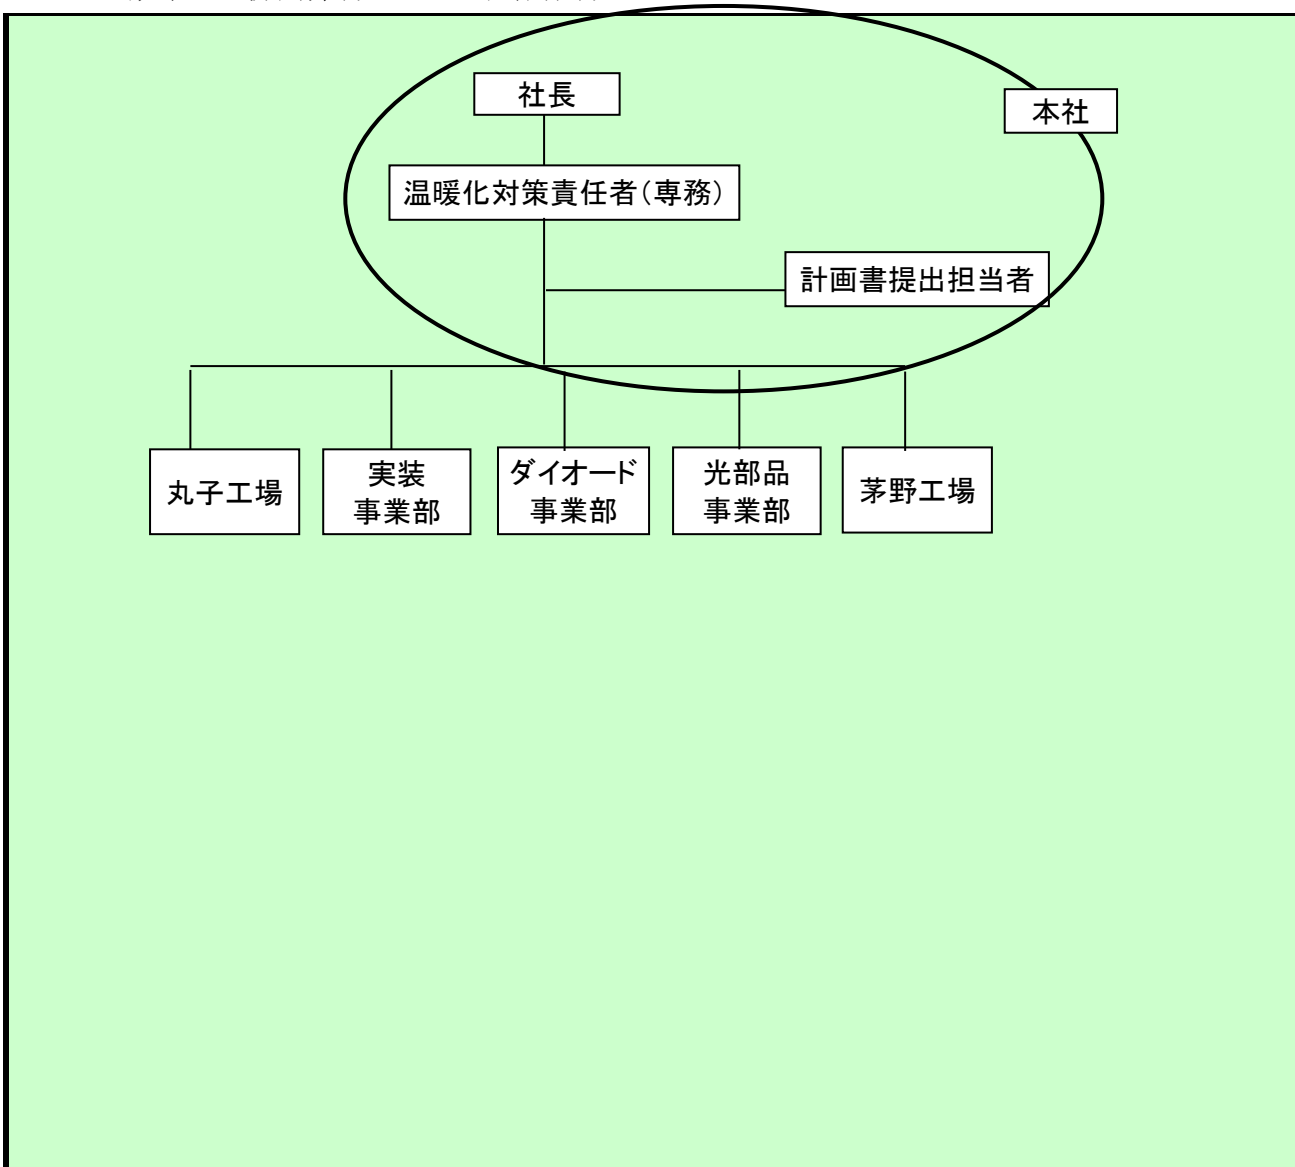 社長
本社
温暖化対策責任者（専務）
計画書提出担当者
丸子工場
実装
事業部
ダイオード
事業部
光部品
事業部
茅野工場